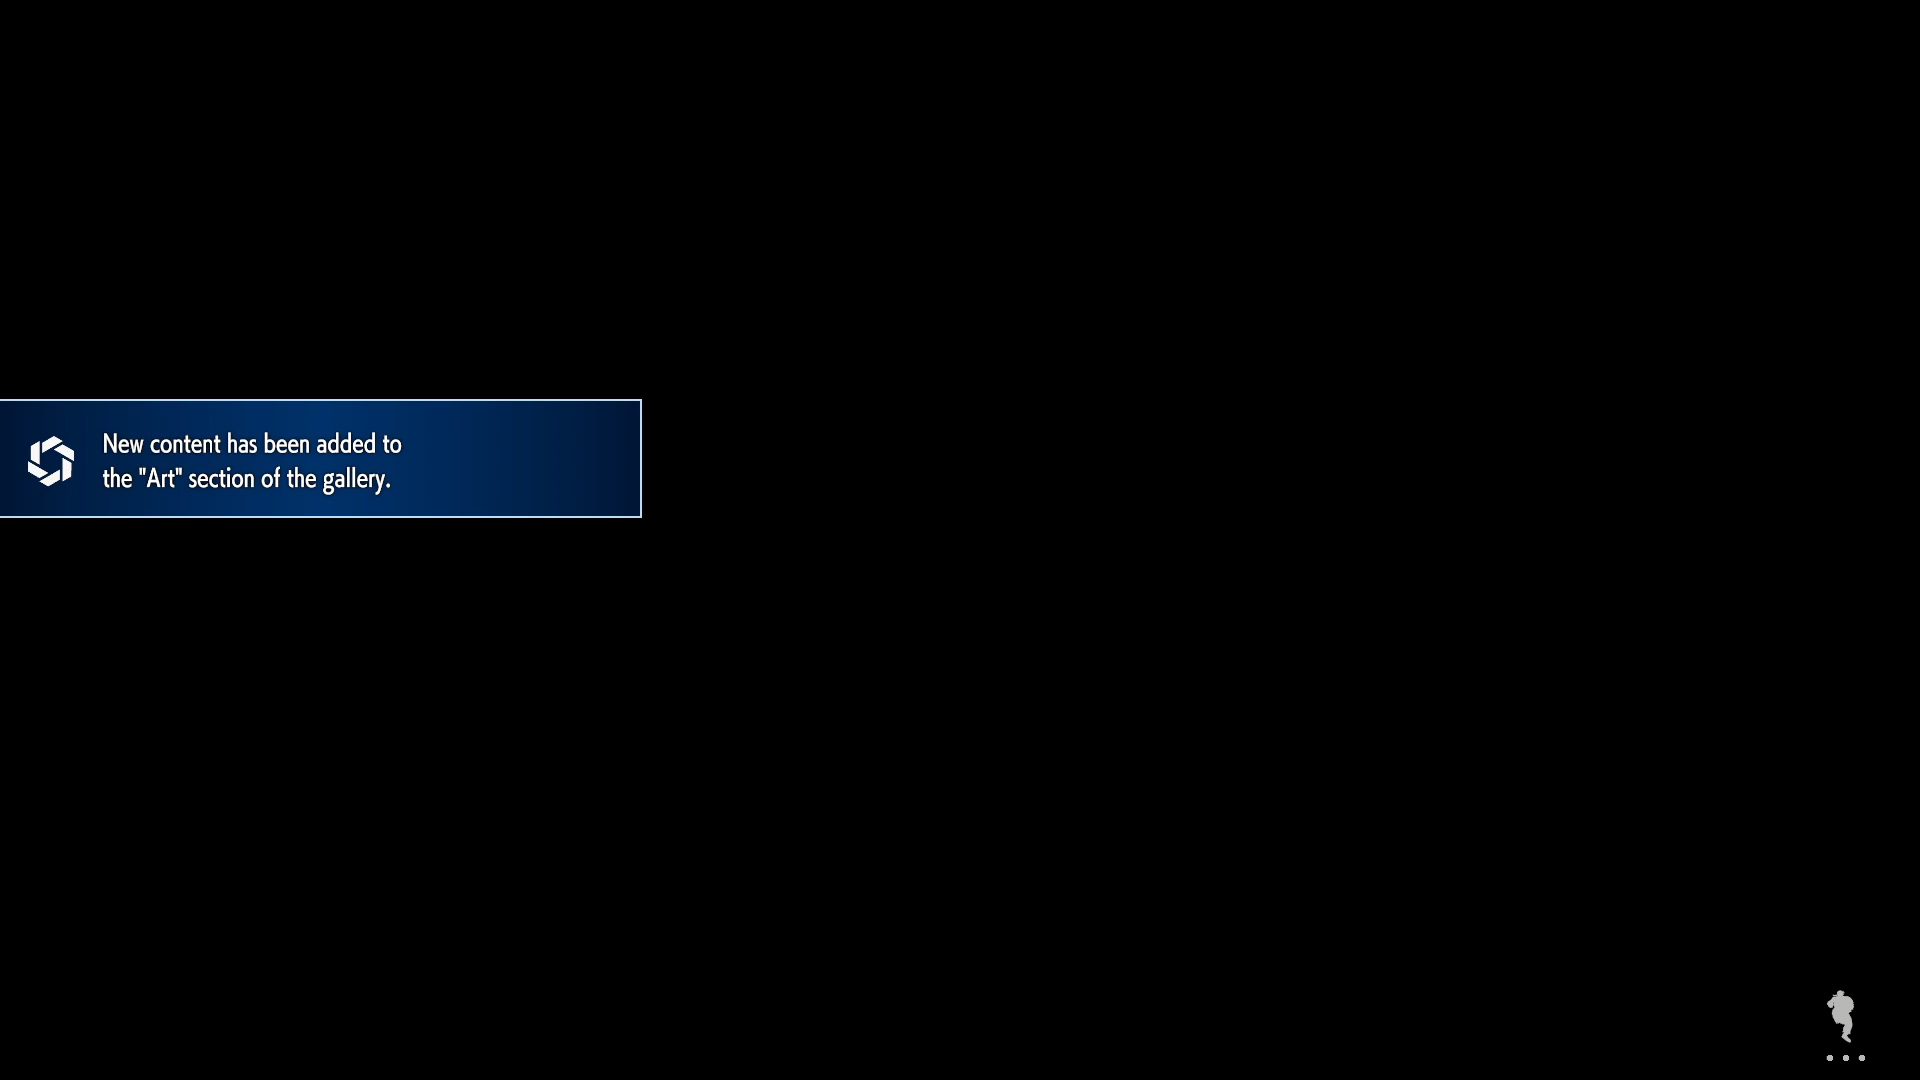 New content has been added to
the "Art" section of the gallery.